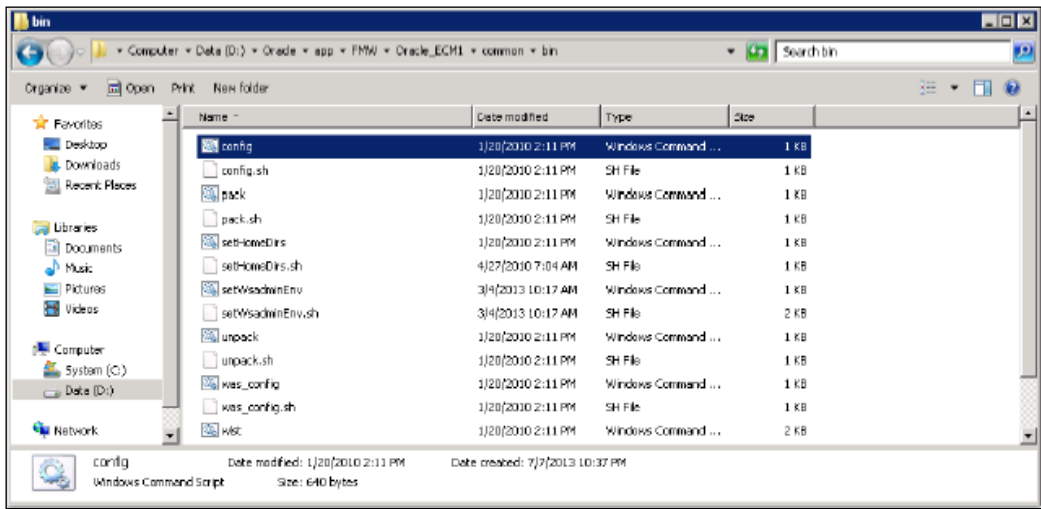 bin
Computer Data (D:) Oracle app FMW Oracle_ECM1 common bin Search bin
Organize Open Print New folder
Favorites
Desktop
Downloads
Recent Places
Libraries
Documents
Music
Pictures
Videos
Computer
System (C:)
Data (D:)
Network
Name Date modified Type Size
config 1/20/2010 2:11 PM Windows Command ... 1 KB
config.sh 1/20/2010 2:11 PM SH File 1 KB
pack 1/20/2010 2:11 PM Windows Command ... 1 KB
pack.sh 1/20/2010 2:11 PM SH File 1 KB
setHomeDirs 1/20/2010 2:11 PM Windows Command ... 1 KB
setHomeDirs.sh 4/27/2010 7:04 AM SH File 1 KB
setWsadminEnv 3/4/2013 10:17 AM Windows Command ... 1 KB
setWsadminEnv.sh 3/4/2013 10:17 AM SH File 2 KB
unpack 1/20/2010 2:11 PM Windows Command ... 1 KB
unpack.sh 1/20/2010 2:11 PM SH File 1 KB
was_config 1/20/2010 2:11 PM Windows Command ... 1 KB
was_config.sh 1/20/2010 2:11 PM SH File 1 KB
wlst 1/20/2010 2:11 PM Windows Command ... 2 KB
config Date modified: 1/20/2010 2:11 PM Date created: 7/7/2013 10:37 PM
Windows Command Script Size: 640 bytes